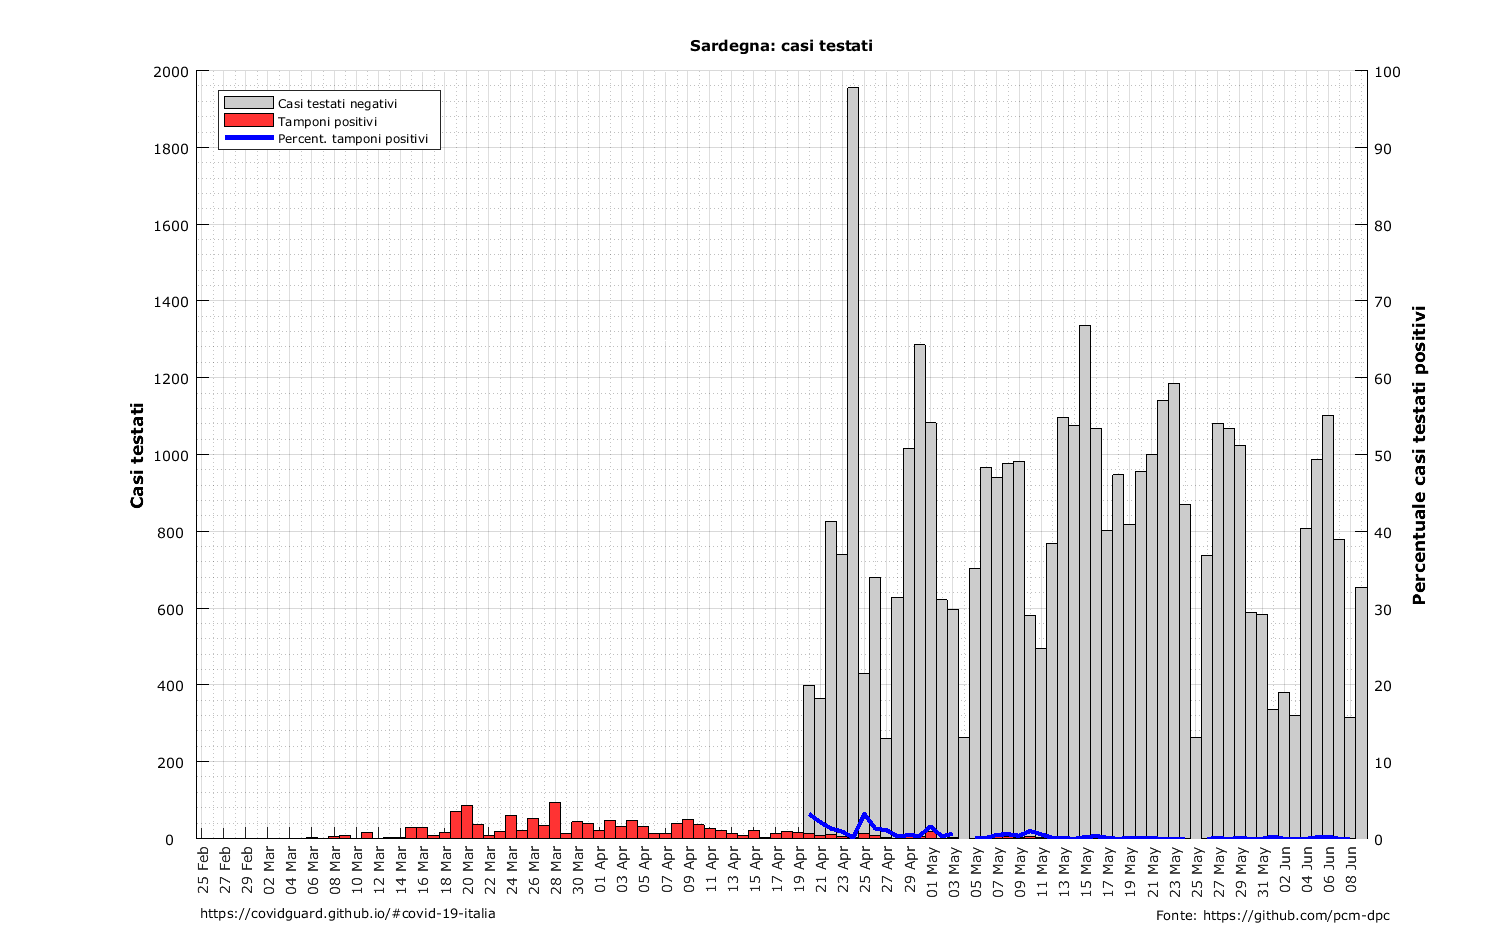 Sardegna: casi testati
Casi testati negativi
Tamponi positivi
Percent. tamponi positivi
Casi testati
2000
1800
1600
1400
1200
1000
800
600
400
200
0
100
90
80
70
60
50
40
30
20
10
0
Percentuale casi testati positivi
25 Feb
27 Feb
29 Feb
02 Mar
04 Mar
06 Mar
08 Mar
10 Mar
12 Mar
14 Mar
16 Mar
18 Mar
20 Mar
22 Mar
24 Mar
26 Mar
28 Mar
30 Mar
01 Apr
03 Apr
05 Apr
07 Apr
09 Apr
11 Apr
13 Apr
15 Apr
17 Apr
19 Apr
21 Apr
23 Apr
25 Apr
27 Apr
29 Apr
01 May
03 May
05 May
07 May
09 May
11 May
13 May
15 May
17 May
19 May
21 May
23 May
25 May
27 May
29 May
31 May
02 Jun
04 Jun
06 Jun
08 Jun
https://covidguard.github.io/#covid-19-italia
Fonte: https://github.com/pcm-dpc